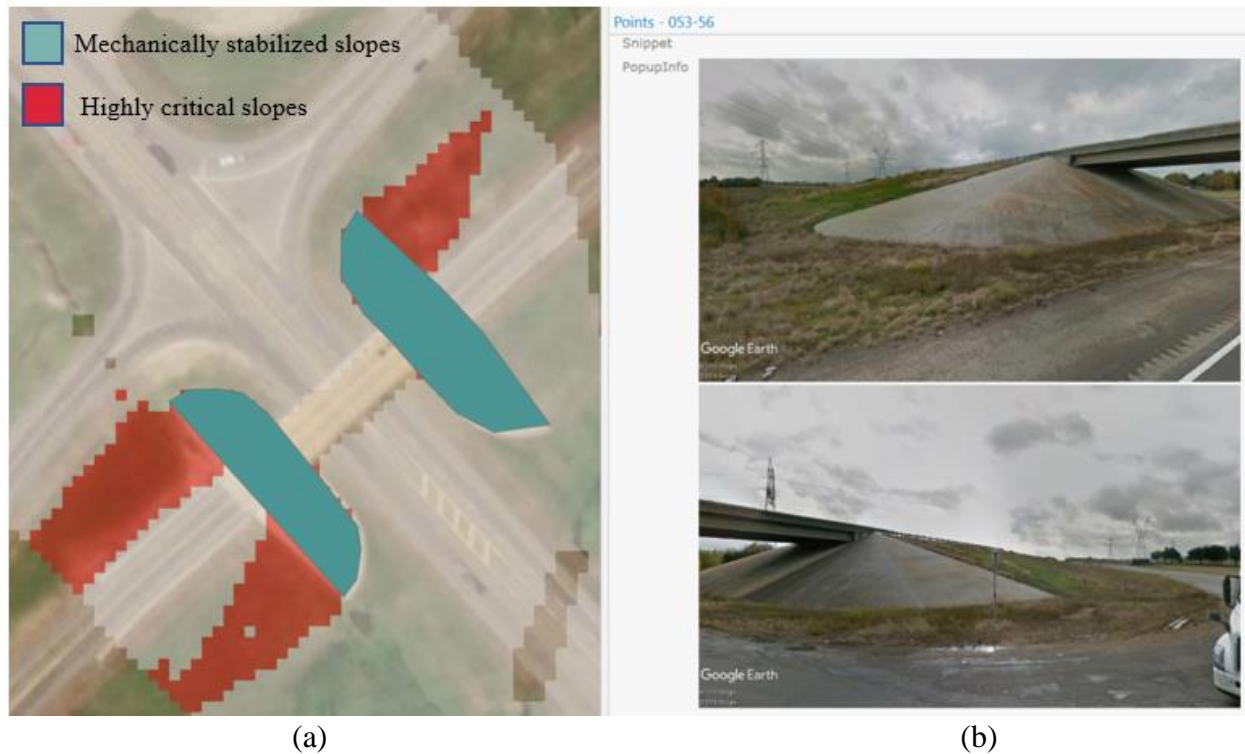 Mechanically stabilized slopes
Highly critical slopes
Points - 053-56
Snippet
PopupInfo
Google Earth
Google Earth
(a)
(b)